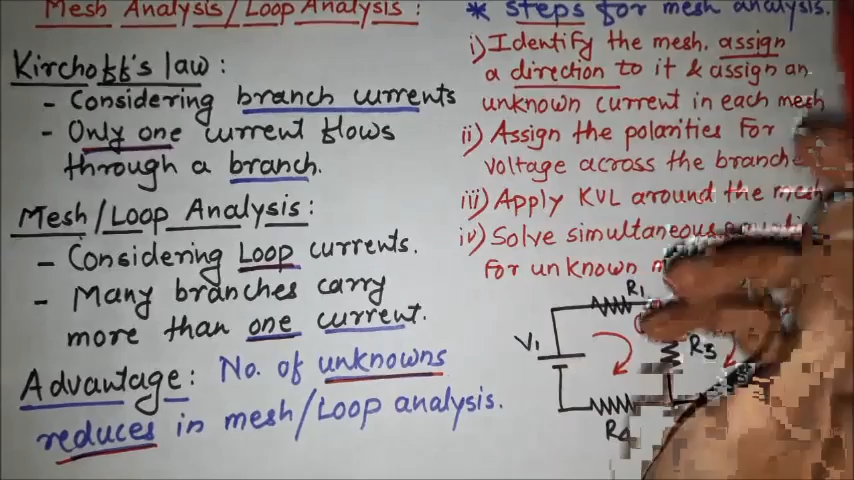 Mesh Analysis/Loop Analysis:
Kirchoff's law:
- Considering branch currents
- Only one current flows
through a branch.
Mesh/Loop Analysis:
- Considering Loop currents.
- Many branches carry
more than one current.
Advantage: No. of unknowns
reduces in mesh/Loop analysis.
* Steps for mesh analysis.
i) Identify the mesh, assign
a direction to it & assign an
unknown current in each mesh
ii) Assign the polarities For
voltage across the branche
iii) Apply KVL around the mesh
iv) Solve simultaneous
For unknown
R1
V1
R3